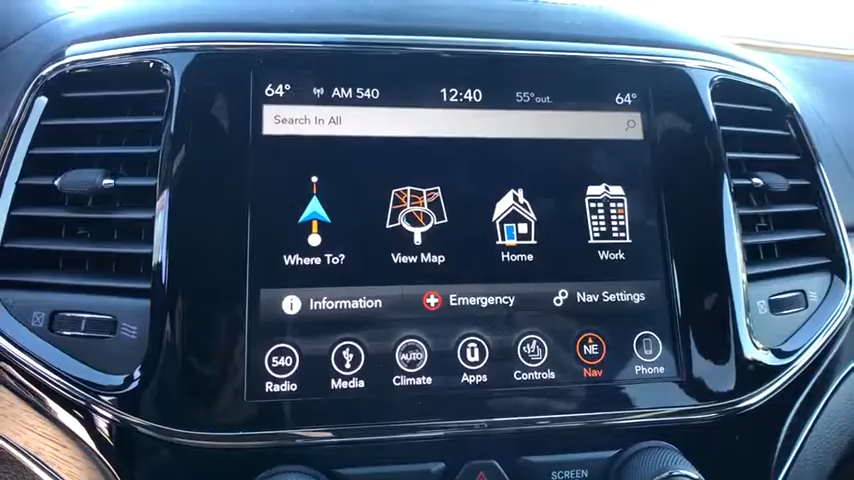 64° AM 540 12:40 55°out. 64°
Search In All
Where To? View Map Home Work
i Information Emergency Nav Settings
540 AUTO NE
Radio Media Climate Apps Controls Nav Phone
SCREEN